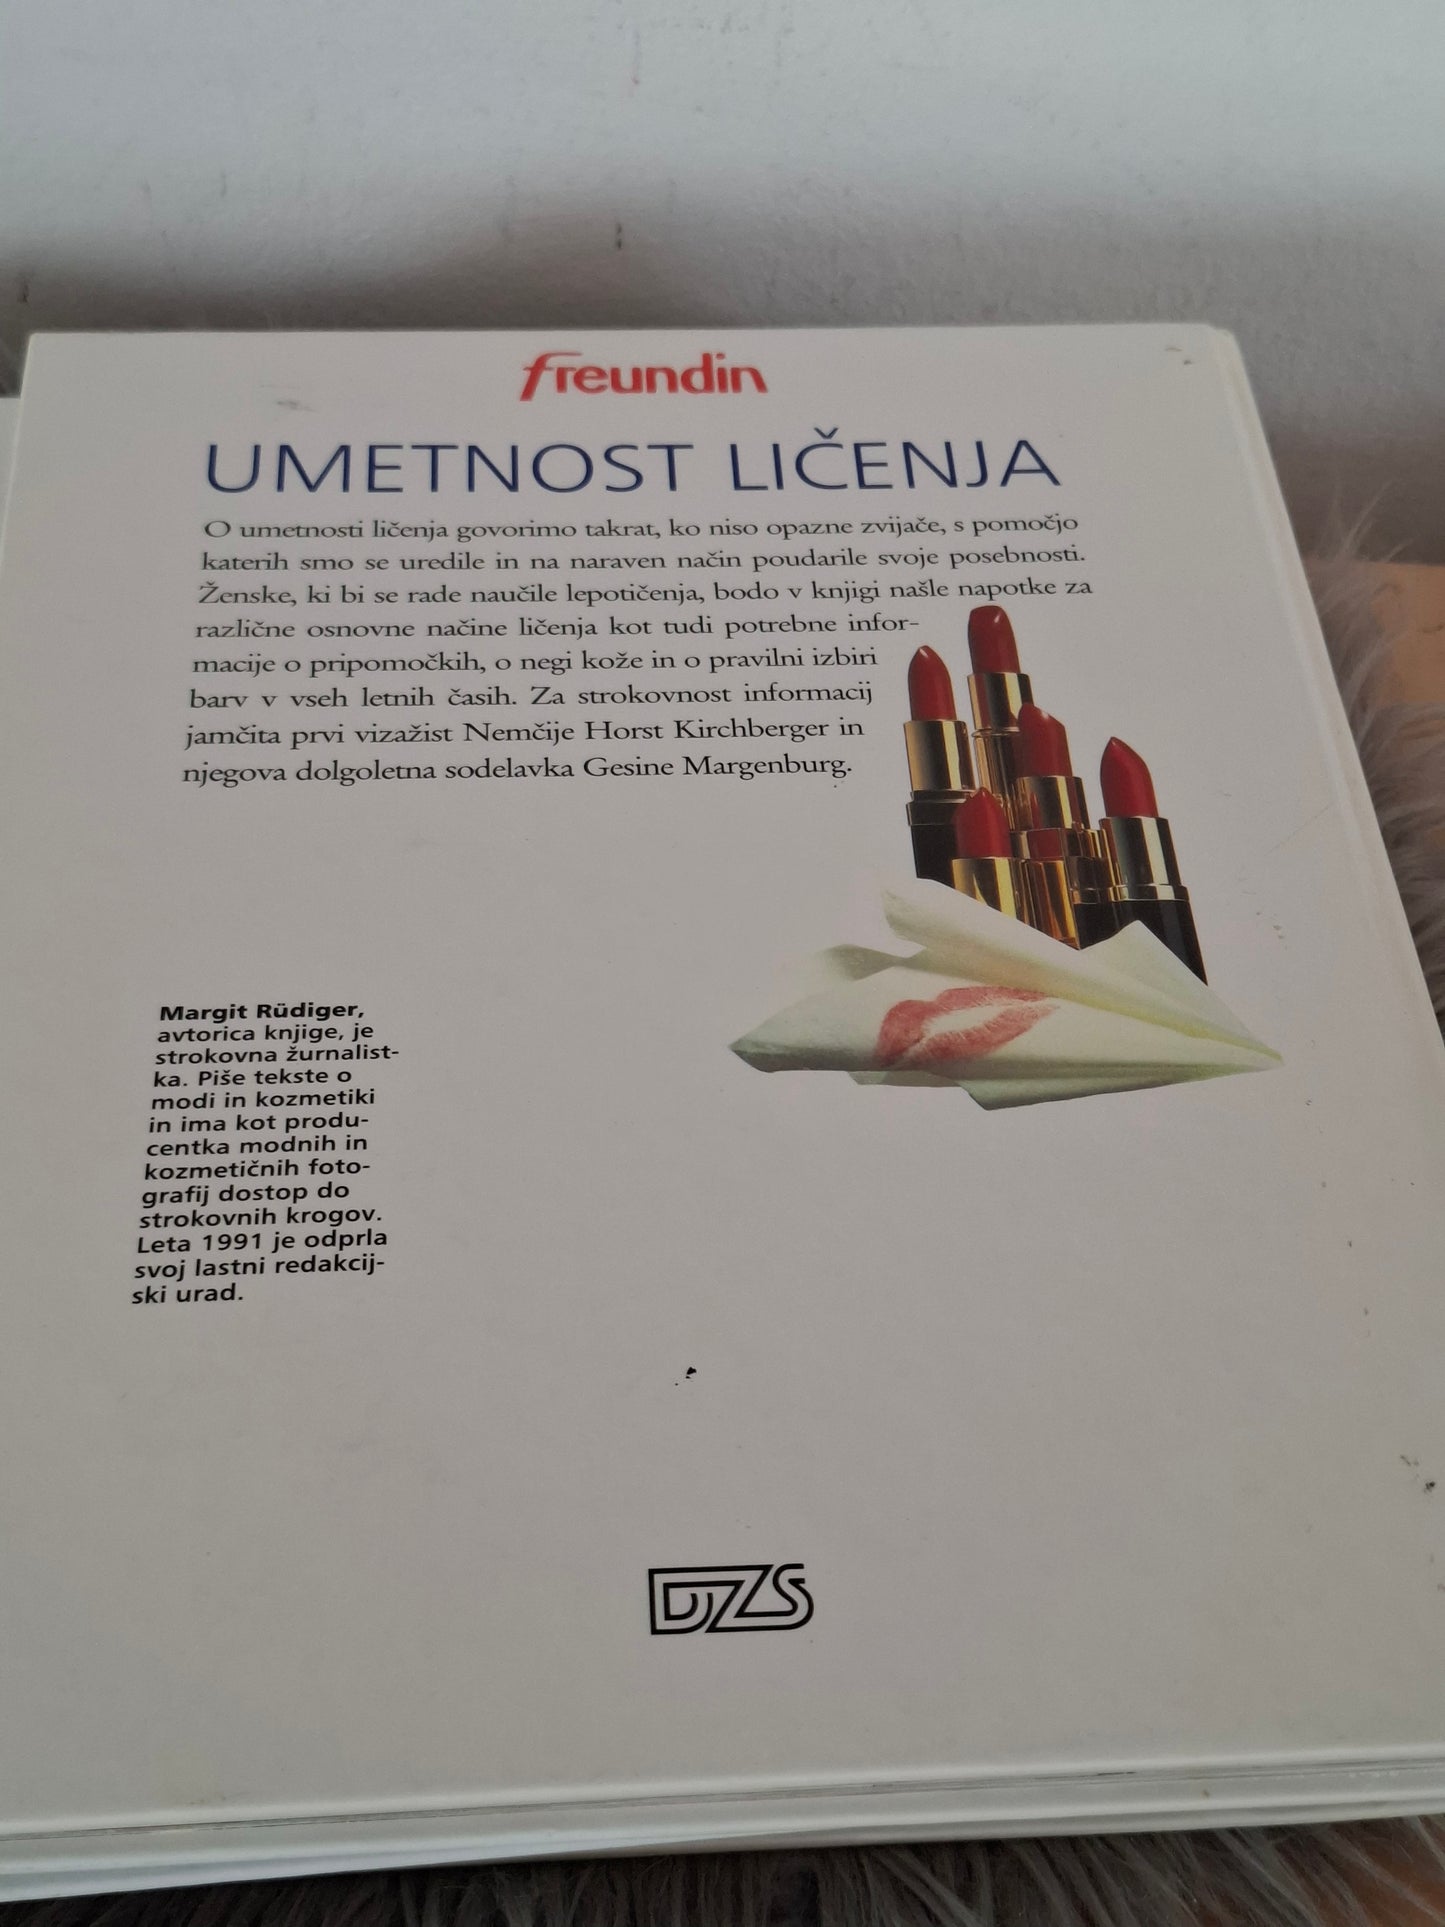 freundin
UMETNOST LIČENJA
O umetnosti ličenja govorimo takrat, ko niso opazne zvijače, s pomočjo
katerih smo se uredile in na naraven način poudarile svoje posebnosti.
Ženske, ki bi se rade naučile lepotičenja, bodo v knjigi našle napotke za
različne osnovne načine ličenja kot tudi potrebne infor-
macije o pripomočkih, o negi kože in o pravilni izbiri
barv v vseh letnih časih. Za strokovnost informacij
jamčita prvi vizažist Nemčije Horst Kirchberger in
njegova dolgoletna sodelavka Gesine Margenburg.
Margit Rüdiger,
avtorica knjige, je
strokovna žurnalist-
ka. Piše tekste o
modi in kozmetiki
in ima kot produ-
centka modnih in
kozmetičnih foto-
grafij dostop do
strokovnih krogov.
Leta 1991 je odprla
svoj lastni redakcij-
ski urad.
DZS